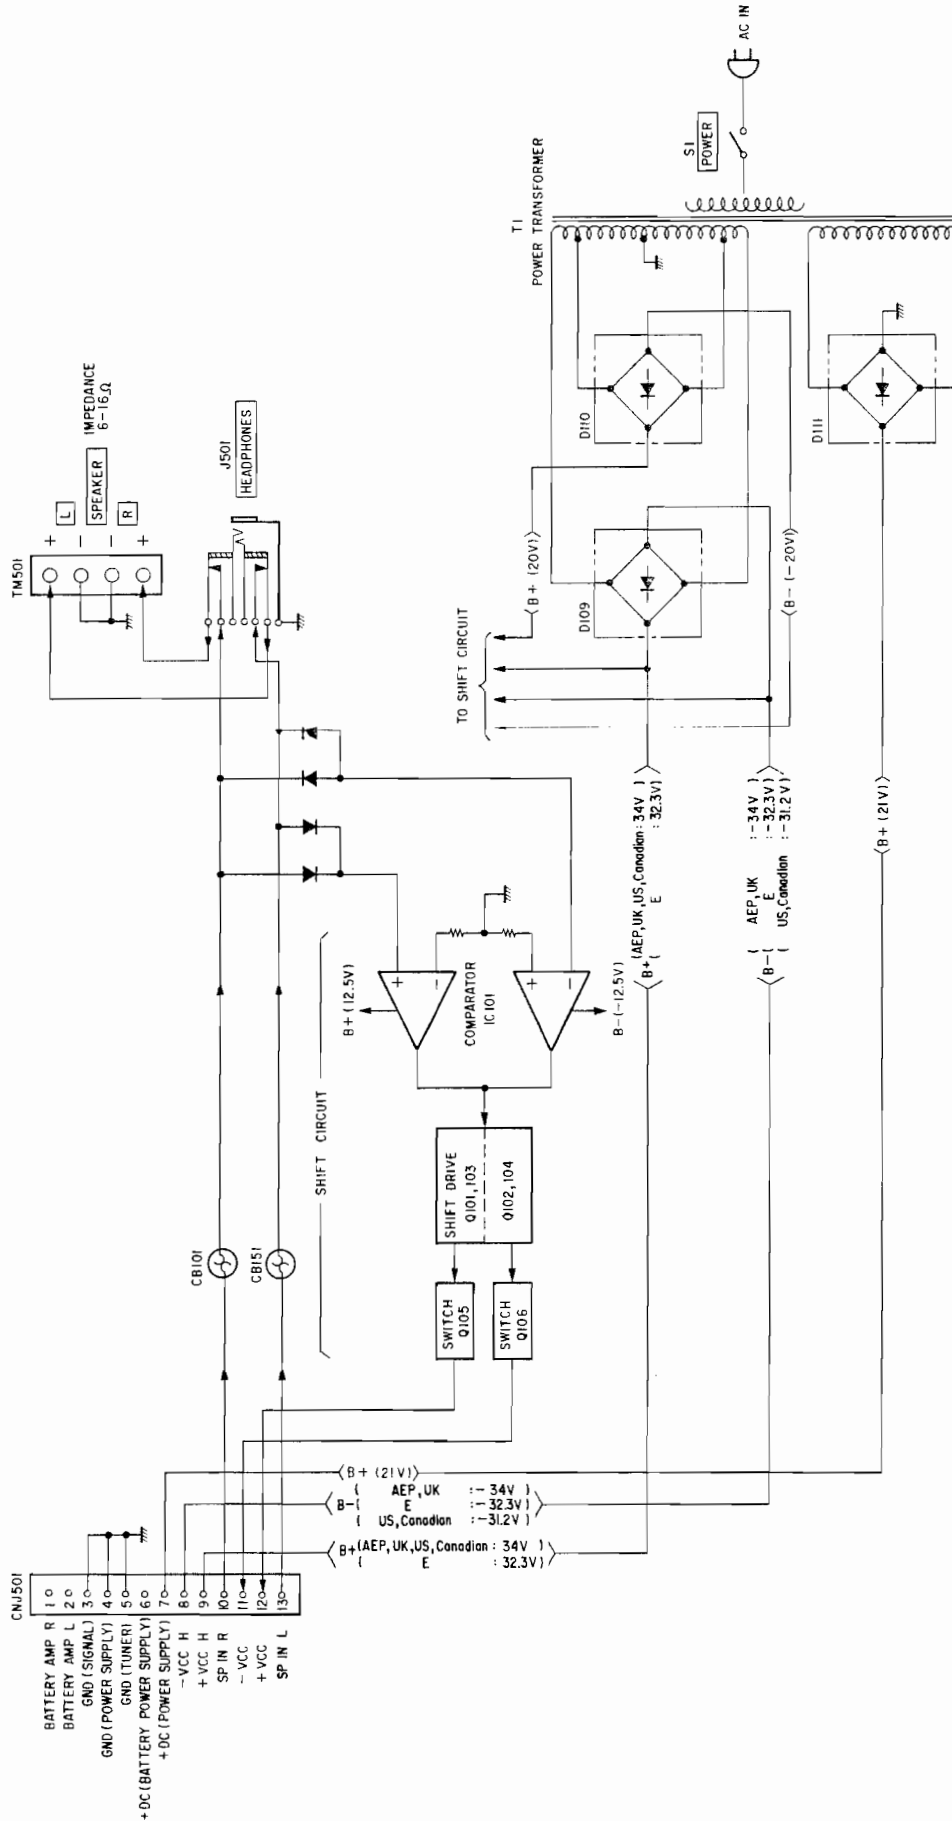 CNJ501
BATTERY AMP R 1
BATTERY AMP L 2
GND (SIGNAL) 3
GND (POWER SUPPLY) 4
GND (TUNER) 5
+DC (BATTERY POWER SUPPLY) 6
+DC (POWER SUPPLY) 7
-VCC H 8
+VCC H 9
SP IN R 10
-VCC 11
+VCC 12
SP IN L 13
B+ (21V)
B- ( AEP,UK :-34V )
( E :-32.3V )
( US,Canadian :-31.2V )
B+ (AEP,UK,US,Canadian : 34V )
( E : 32.3V )
CB101
CB151
SHIFT CIRCUIT
SWITCH
Q105
SWITCH
Q106
SHIFT DRIVE
Q101,103
Q102,104
B+ (12.5V)
+
-
COMPARATOR
IC101
+
-
B- (-12.5V)
B+ (AEP,UK,US,Canadian : 34V )
( E : 32.3V )
B- ( AEP,UK :-34V )
( E :-32.3V )
( US,Canadian :-31.2V )
B+ (21V)
TM501
+
-
-
+
L
SPEAKER
R
IMPEDANCE
6-16Ω
J501
HEADPHONES
TO SHIFT CIRCUIT
B+ (20V)
B- (-20V)
D109
D110
D111
T1
POWER TRANSFORMER
S1
POWER
AC IN